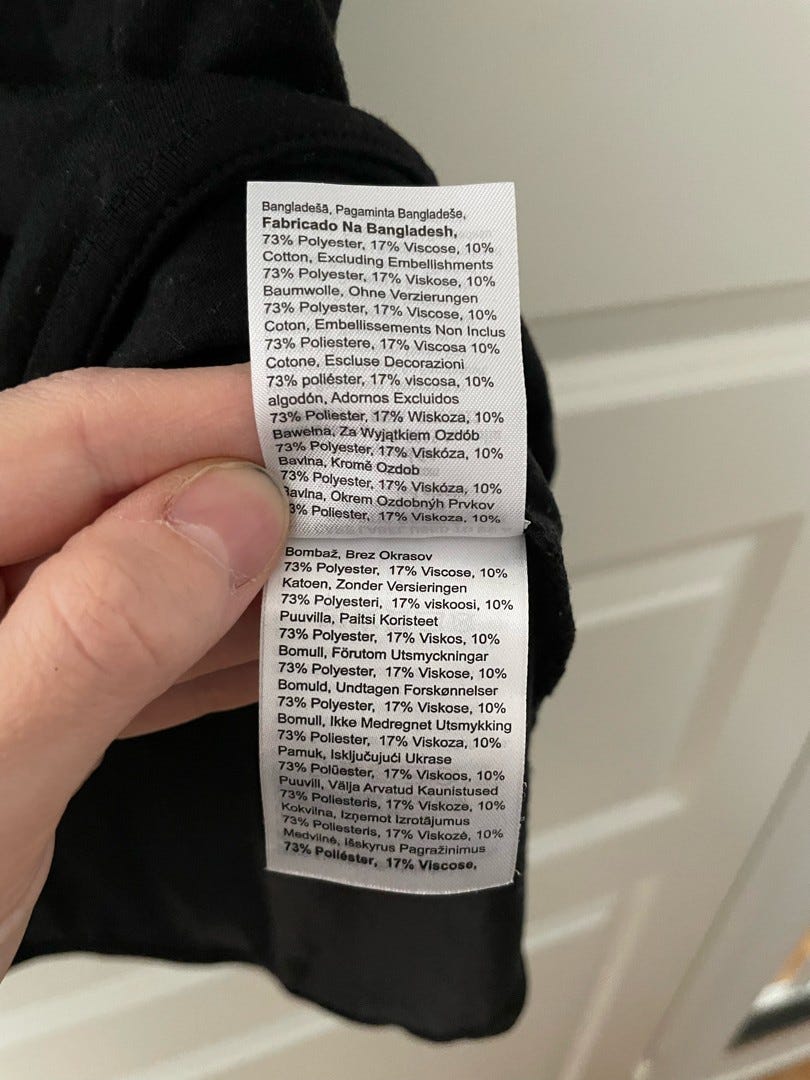 Bangladešā, Pagaminta Bangladeše,
Fabricado Na Bangladesh,
73% Polyester, 17% Viscose, 10%
Cotton, Excluding Embellishments
73% Polyester, 17% Viskose, 10%
Baumwolle, Ohne Verzierungen
73% Polyester, 17% Viscose, 10%
Coton, Embellissements Non Inclus
73% Poliestere, 17% Viscosa 10%
Cotone, Escluse Decorazioni
73% poliéster, 17% viscosa, 10%
algodón, Adornos Excluidos
73% Poliester, 17% Wiskoza, 10%
Bawełna, Za Wyjątkiem Ozdób
73% Polyester, 17% Viskóza, 10%
Bavlna, Kromě Ozdob
73% Polyester, 17% Viskóza, 10%
Bavlna, Okrem Ozdobnýh Prvkov
3% Poliester, 17% Viskoza, 10%
Bombaž, Brez Okrasov
73% Polyester, 17% Viscose, 10%
Katoen, Zonder Versieringen
73% Polyesteri, 17% viskoosi, 10%
Puuvilla, Paitsi Koristeet
73% Polyester, 17% Viskos, 10%
Bomull, Förutom Utsmyckningar
73% Polyester, 17% Viskose, 10%
Bomuld, Undtagen Forskønnelser
73% Polyester, 17% Viskose, 10%
Bomull, Ikke Medregnet Utsmykking
73% Poliester, 17% Viskoza, 10%
Pamuk, Isključujući Ukrase
73% Polüester, 17% Viskoos, 10%
Puuvill, Välja Arvatud Kaunistused
73% Poliesteris, 17% Viskoze, 10%
Kokvilna, Izņemot Izrotājumus
73% Poliesteris, 17% Viskozė, 10%
Medvilnė, Išskyrus Pagražinimus
73% Poliéster, 17% Viscose,